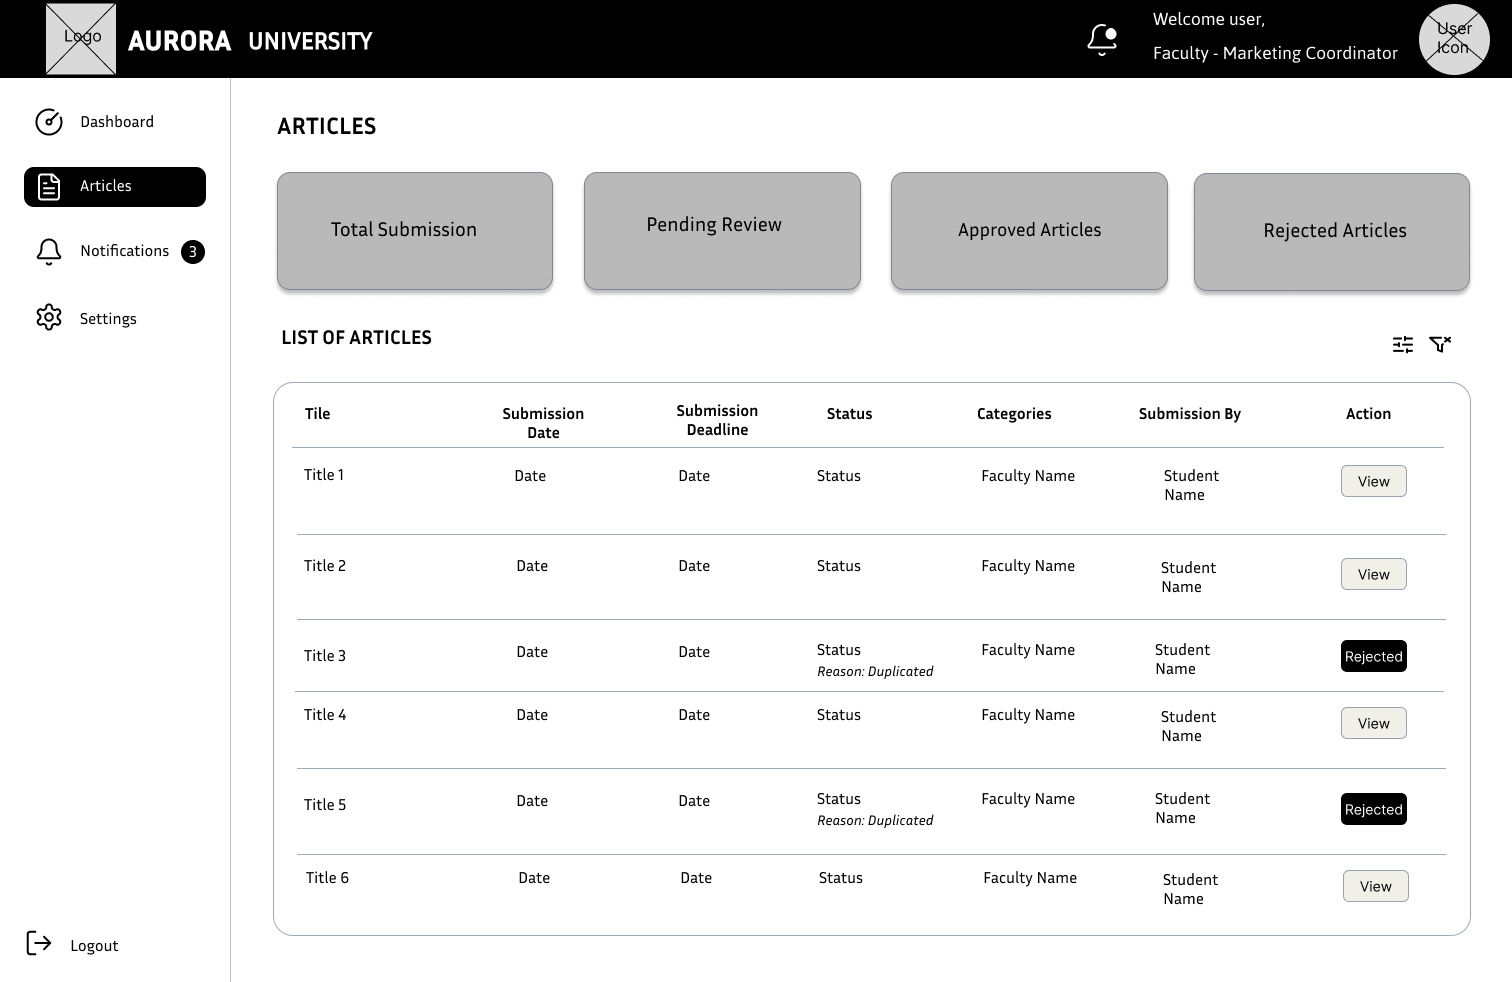 Logo
AURORA UNIVERSITY
Welcome user,
Faculty - Marketing Coordinator
User
Icon
Dashboard
Articles
Notifications 3
Settings
Logout
ARTICLES
Total Submission
Pending Review
Approved Articles
Rejected Articles
LIST OF ARTICLES
Tile Submission Date Submission Deadline Status Categories Submission By Action
Title 1 Date Date Status Faculty Name Student Name View
Title 2 Date Date Status Faculty Name Student Name View
Title 3 Date Date Status Faculty Name Student Name Rejected
Reason: Duplicated
Title 4 Date Date Status Faculty Name Student Name View
Title 5 Date Date Status Faculty Name Student Name Rejected
Reason: Duplicated
Title 6 Date Date Status Faculty Name Student Name View